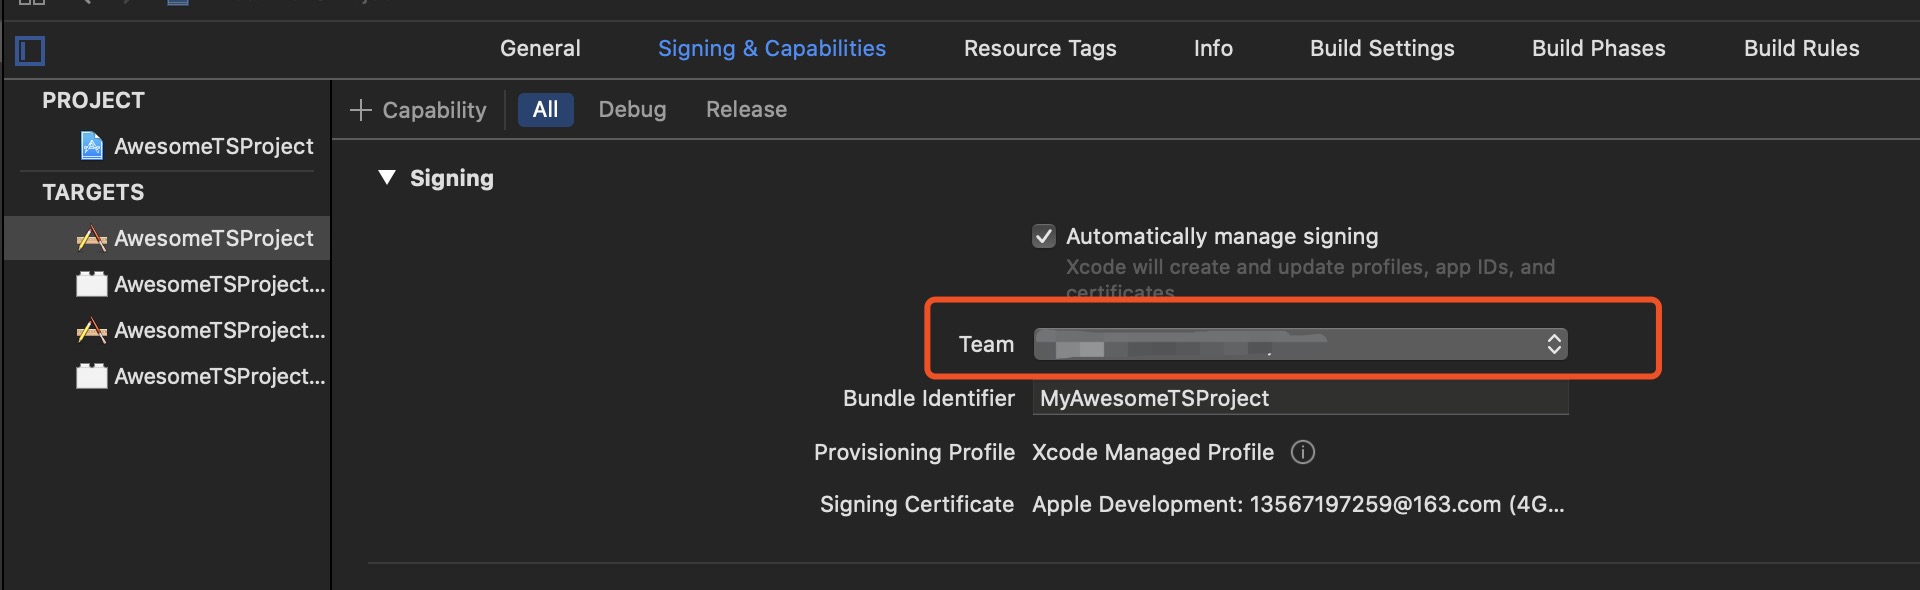 General Signing & Capabilities Resource Tags Info Build Settings Build Phases Build Rules
PROJECT
AwesomeTSProject
TARGETS
AwesomeTSProject
AwesomeTSProject...
AwesomeTSProject...
AwesomeTSProject...
+ Capability All Debug Release
Signing
Automatically manage signing
Xcode will create and update profiles, app IDs, and
certificates
Team
Bundle Identifier MyAwesomeTSProject
Provisioning Profile Xcode Managed Profile
Signing Certificate Apple Development: 13567197259@163.com (4G...